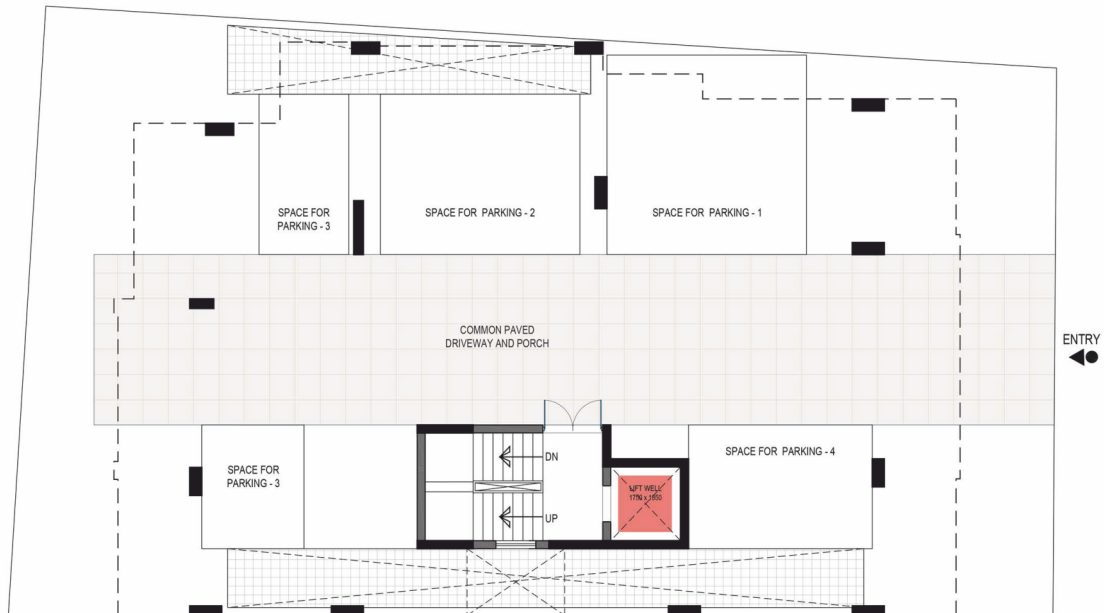 SPACE FOR
PARKING - 3
SPACE FOR PARKING - 2
SPACE FOR PARKING - 1
COMMON PAVED
DRIVEWAY AND PORCH
ENTRY
SPACE FOR
PARKING - 3
DN
UP
LIFT WELL
SPACE FOR PARKING - 4